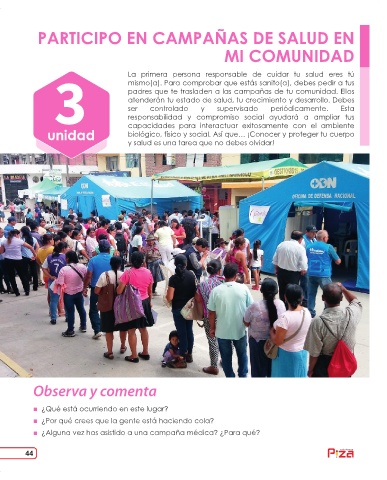 PARTICIPO EN CAMPAÑAS DE SALUD EN
MI COMUNIDAD
3
unidad
La primera persona responsable de cuidar tu salud eres tú
mismo(a). Para comprobar que estás sanito(a), debes pedir a tus
padres que te trasladen a las campañas de tu comunidad. Ellos
atenderán tu estado de salud, tu crecimiento y desarrollo. Debes
ser controlado y supervisado periódicamente. Esta
responsabilidad y compromiso social ayudará a ampliar tus
capacidades para interactuar exitosamente con el ambiente
biológico, físico y social. Así que... ¡Conocer y proteger tu cuerpo
y salud es una tarea que no debes olvidar!
DEFENSA NACIONAL
Observa y comenta
■ ¿Qué está ocurriendo en este lugar?
■ ¿Por qué crees que la gente está haciendo cola?
■ ¿Alguna vez has asistido a una campaña médica? ¿Para qué?
44